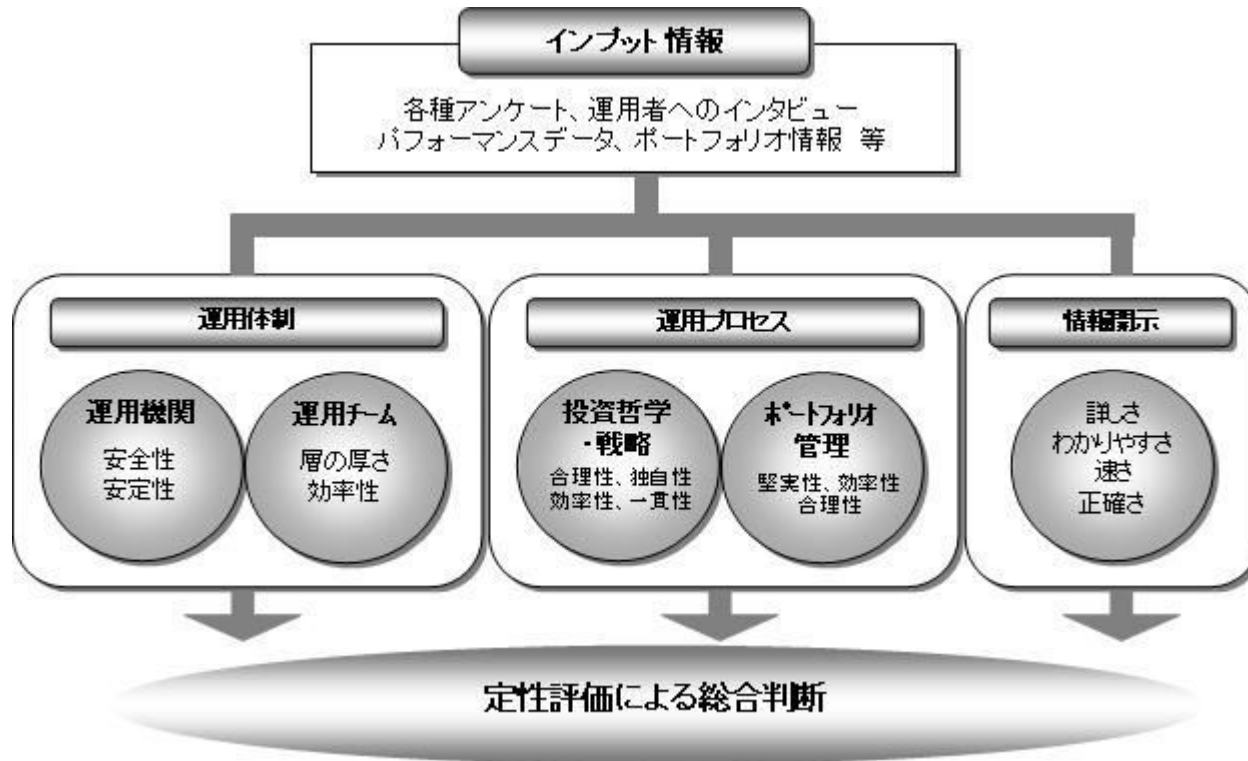 インプット情報
各種アンケート、運用者へのインタビュー
パフォーマンスデータ、ポートフォリオ情報 等
運用体制
運用機関
安全性
安定性
運用チーム
層の厚さ
効率性
運用プロセス
投資哲学
・戦略
合理性、独自性
効率性、一貫性
ポートフォリオ
管理
堅実性、効率性
合理性
情報開示
詳しさ
わかりやすさ
速さ
正確さ
定性評価による総合判断